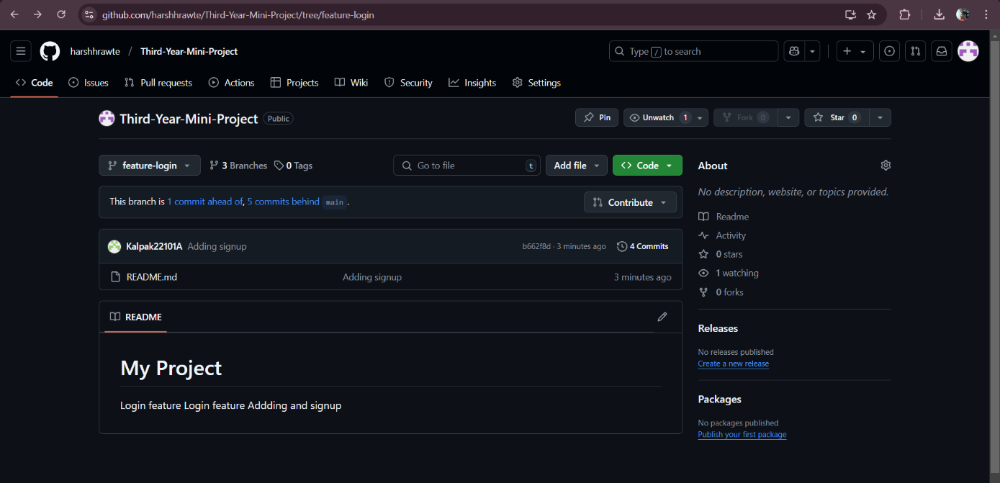 github.com/harshhrawte/Third-Year-Mini-Project/tree/feature-login
harshhrawte / Third-Year-Mini-Project
Type / to search
Code Issues Pull requests Actions Projects Wiki Security Insights Settings
Third-Year-Mini-Project Public
Pin Unwatch 1 Fork 0 Star 0
feature-login 3 Branches 0 Tags Go to file t Add file Code
About
No description, website, or topics provided.
This branch is 1 commit ahead of, 5 commits behind main .
Contribute
Readme
Activity
0 stars
1 watching
0 forks
Kalpak22101A Adding signup b662f8d · 3 minutes ago 4 Commits
README.md Adding signup 3 minutes ago
README
My Project
Login feature Login feature Addding and signup
Releases
No releases published
Create a new release
Packages
No packages published
Publish your first package